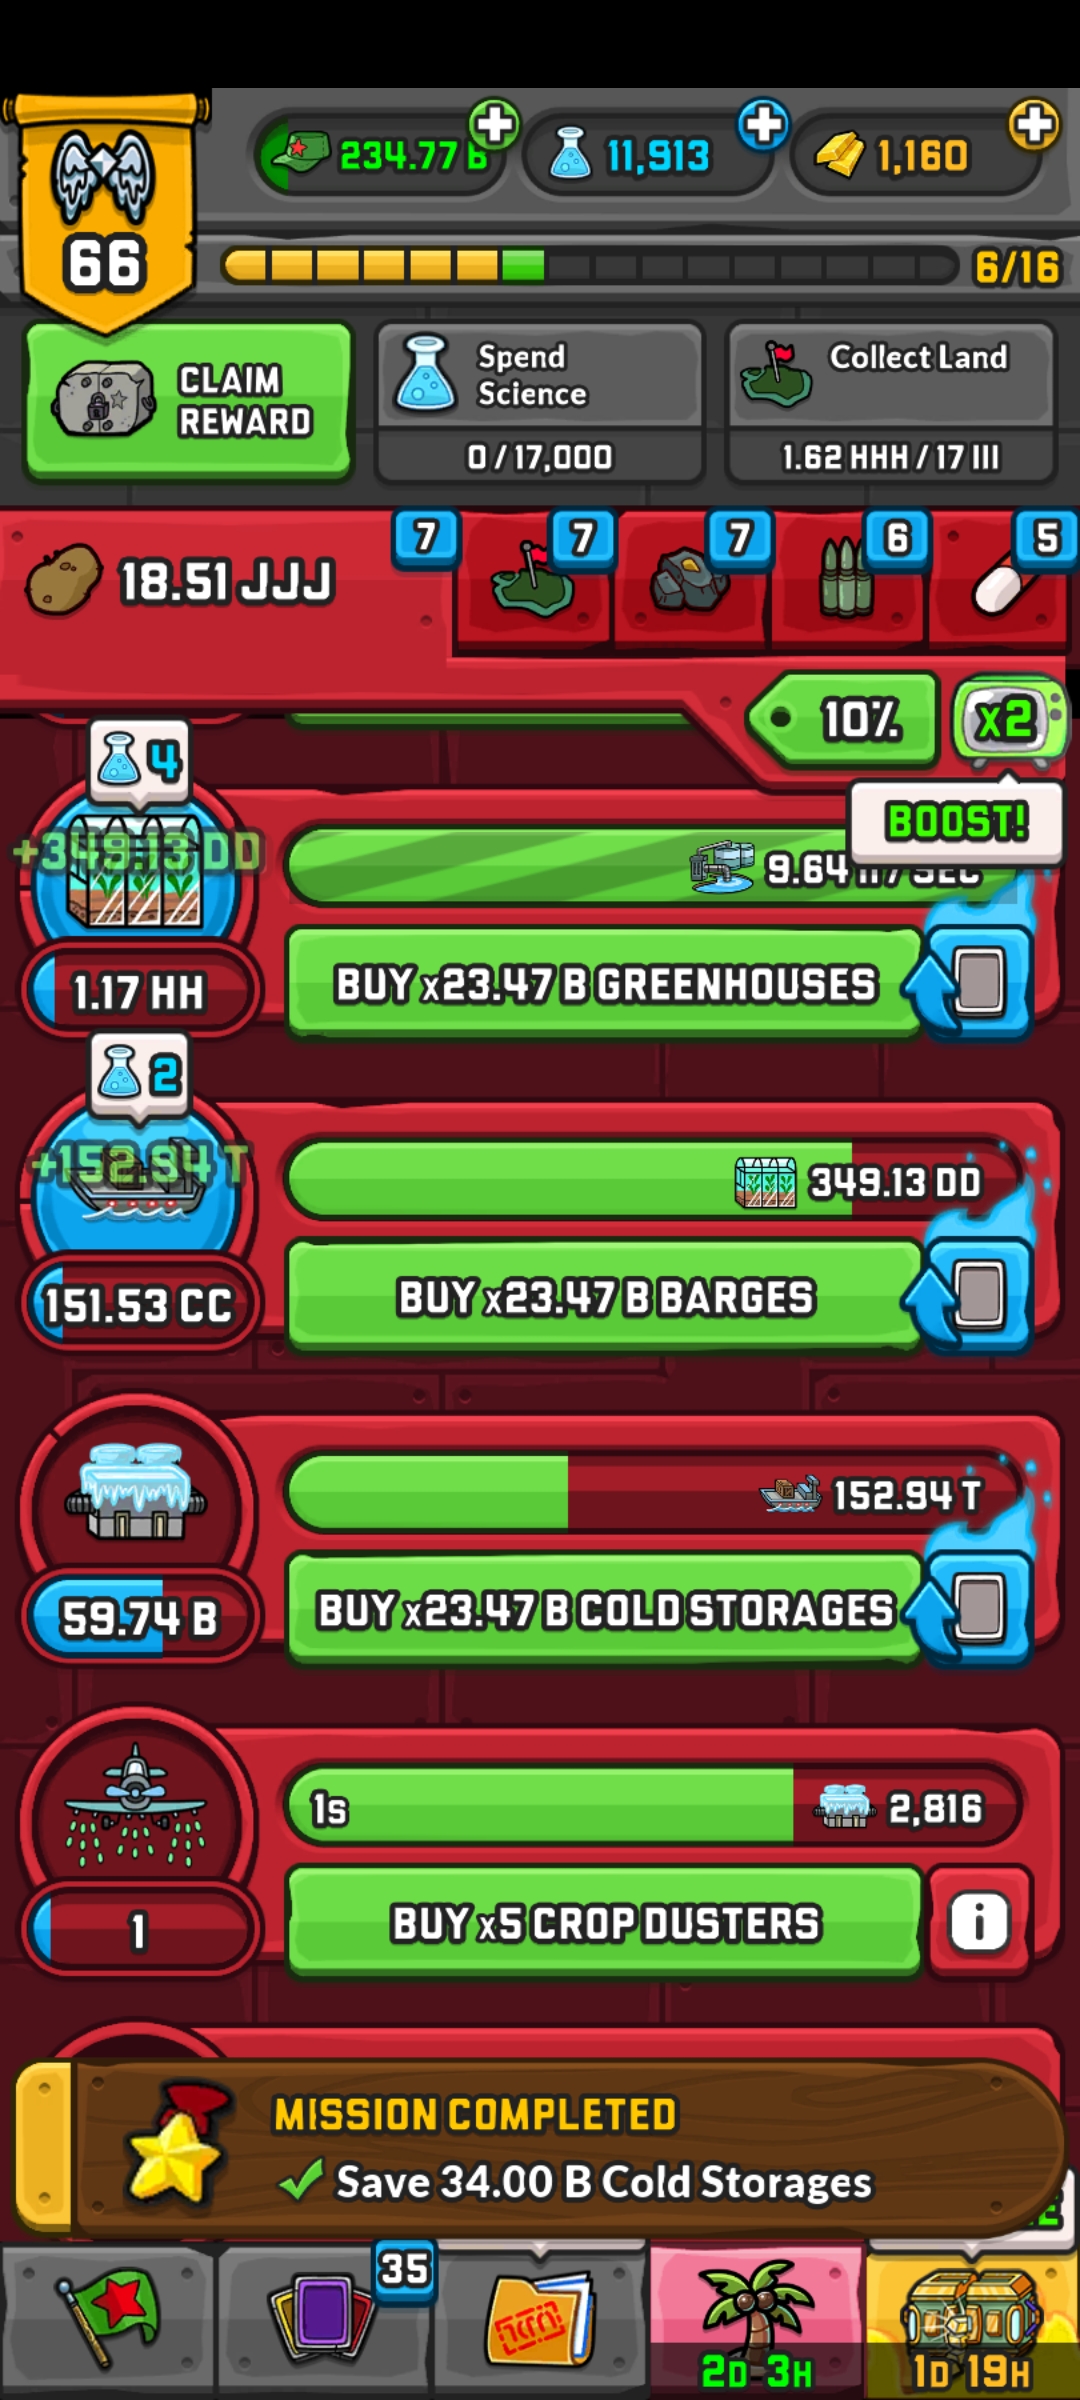 234.77 B
11,913
1,160
66
6/16
CLAIM
REWARD
Spend
Science
0 / 17,000
Collect Land
1.62 HHH / 17 III
18.51 JJJ
7
7
7
6
5
10%
x2
BOOST!
4
+349.13 DD
1.17 HH
BUY x23.47 B GREENHOUSES
2
+152.94 T
349.13 DD
151.53 CC
BUY x23.47 B BARGES
152.94 T
59.74 B
BUY x23.47 B COLD STORAGES
1s
2,816
1
BUY x5 CROP DUSTERS
i
MISSION COMPLETED
Save 34.00 B Cold Storages
35
2D 3H
1D 19H